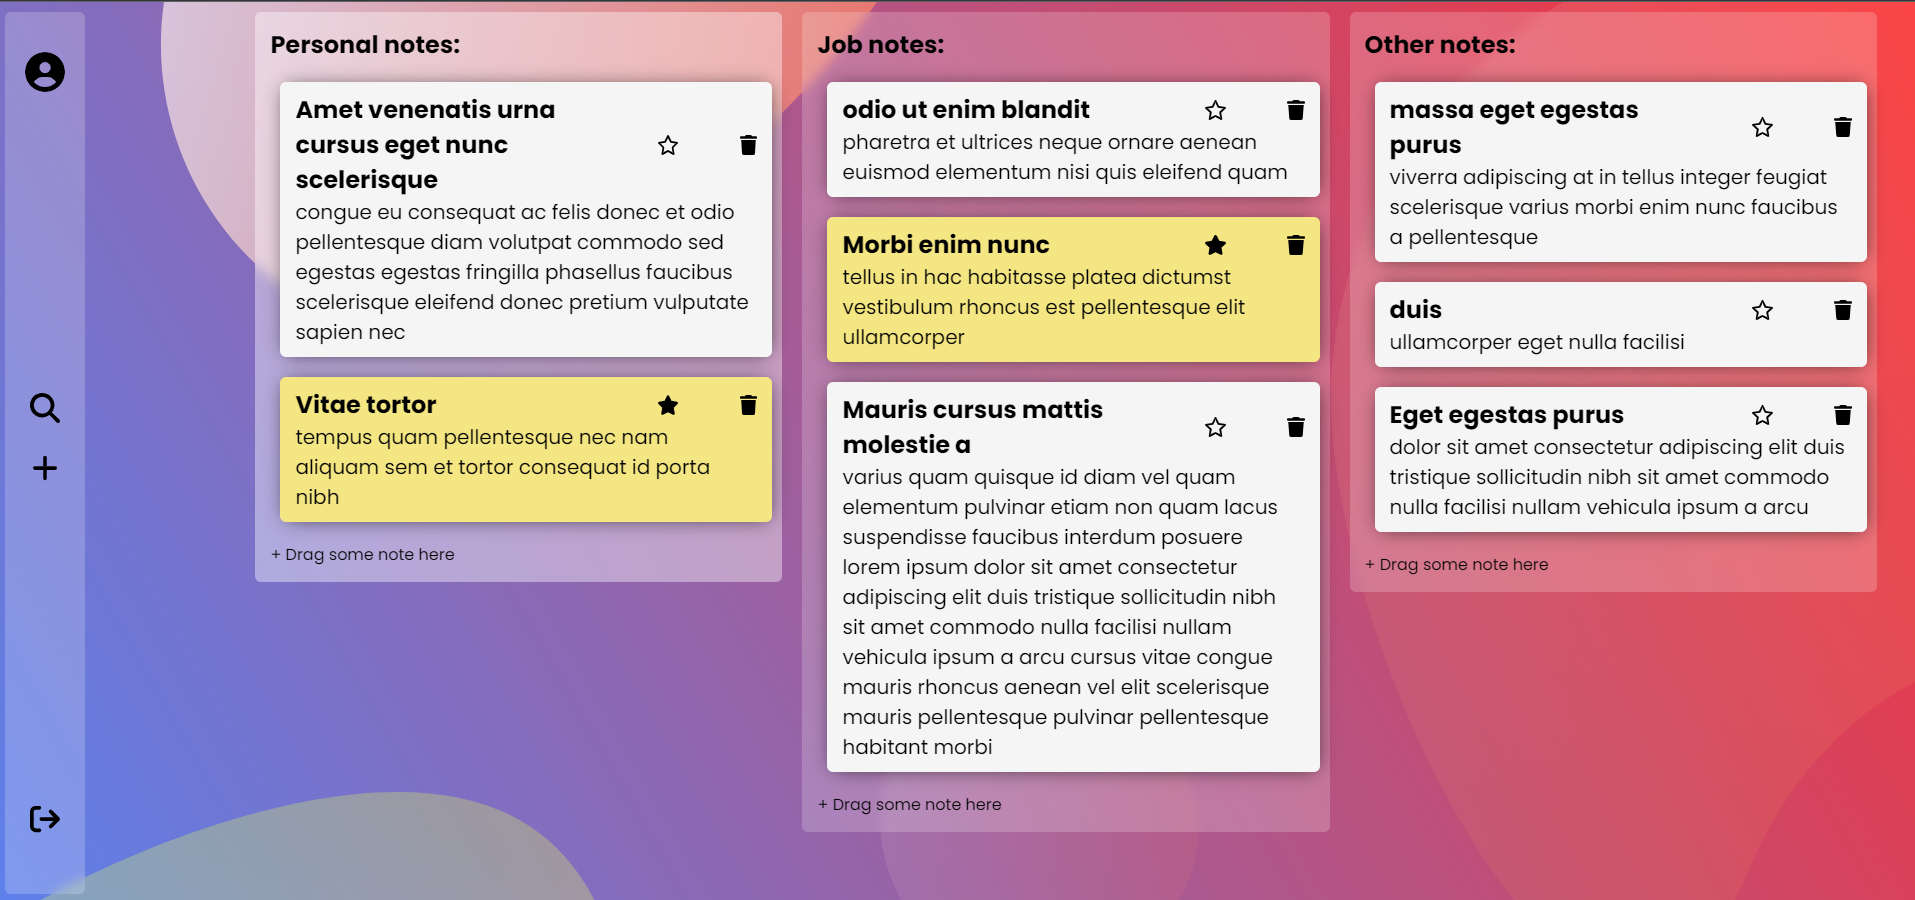 Personal notes:
Amet venenatis urna
cursus eget nunc
scelerisque
congue eu consequat ac felis donec et odio
pellentesque diam volutpat commodo sed
egestas egestas fringilla phasellus faucibus
scelerisque eleifend donec pretium vulputate
sapien nec
Vitae tortor
tempus quam pellentesque nec nam
aliquam sem et tortor consequat id porta
nibh
+ Drag some note here
Job notes:
odio ut enim blandit
pharetra et ultrices neque ornare aenean
euismod elementum nisi quis eleifend quam
Morbi enim nunc
tellus in hac habitasse platea dictumst
vestibulum rhoncus est pellentesque elit
ullamcorper
Mauris cursus mattis
molestie a
varius quam quisque id diam vel quam
elementum pulvinar etiam non quam lacus
suspendisse faucibus interdum posuere
lorem ipsum dolor sit amet consectetur
adipiscing elit duis tristique sollicitudin nibh
sit amet commodo nulla facilisi nullam
vehicula ipsum a arcu cursus vitae congue
mauris rhoncus aenean vel elit scelerisque
mauris pellentesque pulvinar pellentesque
habitant morbi
+ Drag some note here
Other notes:
massa eget egestas
purus
viverra adipiscing at in tellus integer feugiat
scelerisque varius morbi enim nunc faucibus
a pellentesque
duis
ullamcorper eget nulla facilisi
Eget egestas purus
dolor sit amet consectetur adipiscing elit duis
tristique sollicitudin nibh sit amet commodo
nulla facilisi nullam vehicula ipsum a arcu
+ Drag some note here